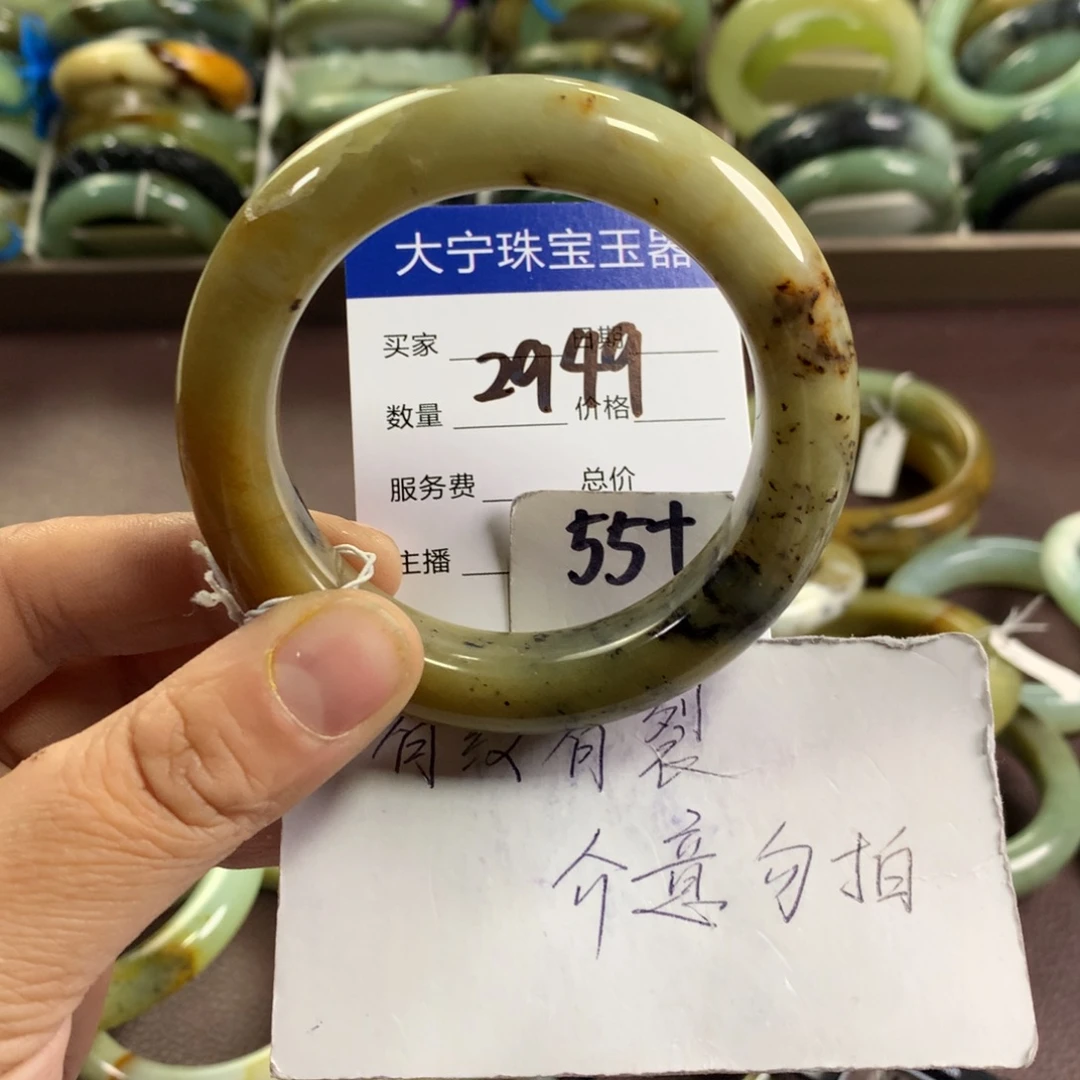 大宁珠宝玉器
买家 日期
2949
数量 价格
服务费 总价
55+
主播
有纹有裂
介意勿拍